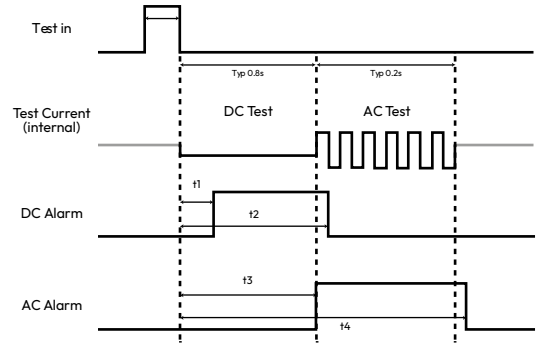 Test in
Typ 0.8s
Typ 0.2s
Test Current
(internal)
DC Test
AC Test
t1
DC Alarm
t2
t3
AC Alarm
t4